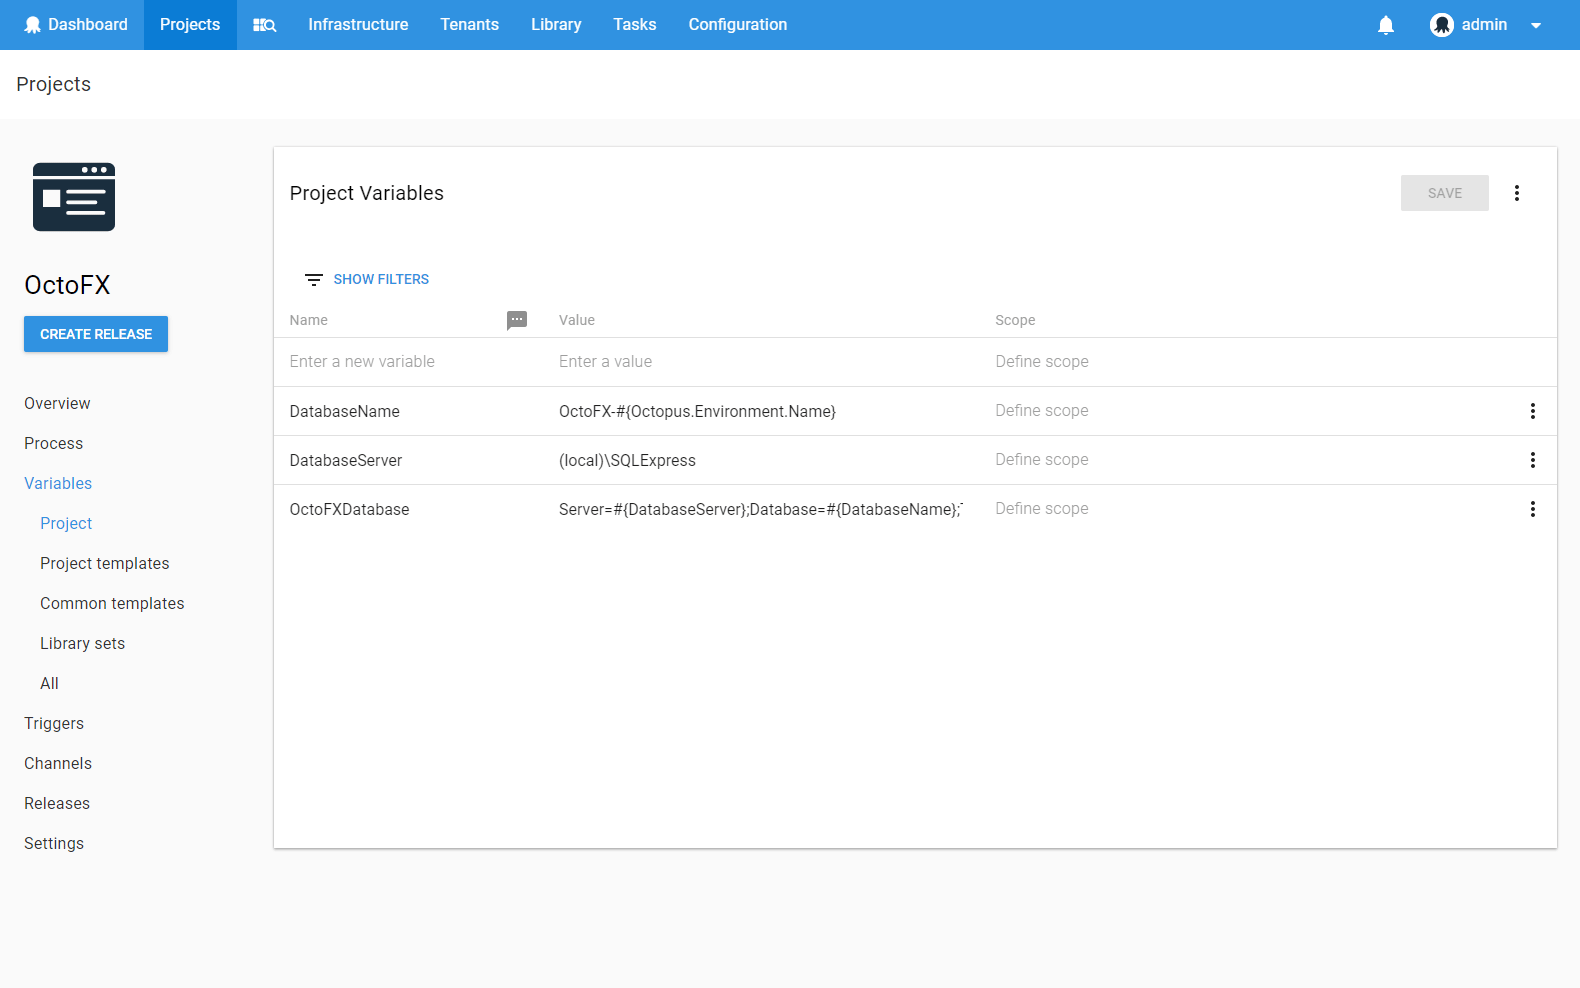 Dashboard Projects Infrastructure Tenants Library Tasks Configuration admin
Projects
OctoFX
CREATE RELEASE
Overview
Process
Variables
Project
Project templates
Common templates
Library sets
All
Triggers
Channels
Releases
Settings
Project Variables SAVE
SHOW FILTERS
Name Value Scope
Enter a new variable Enter a value Define scope
DatabaseName OctoFX-#{Octopus.Environment.Name} Define scope
DatabaseServer (local)\SQLExpress Define scope
OctoFXDatabase Server=#{DatabaseServer};Database=#{DatabaseName}; Define scope